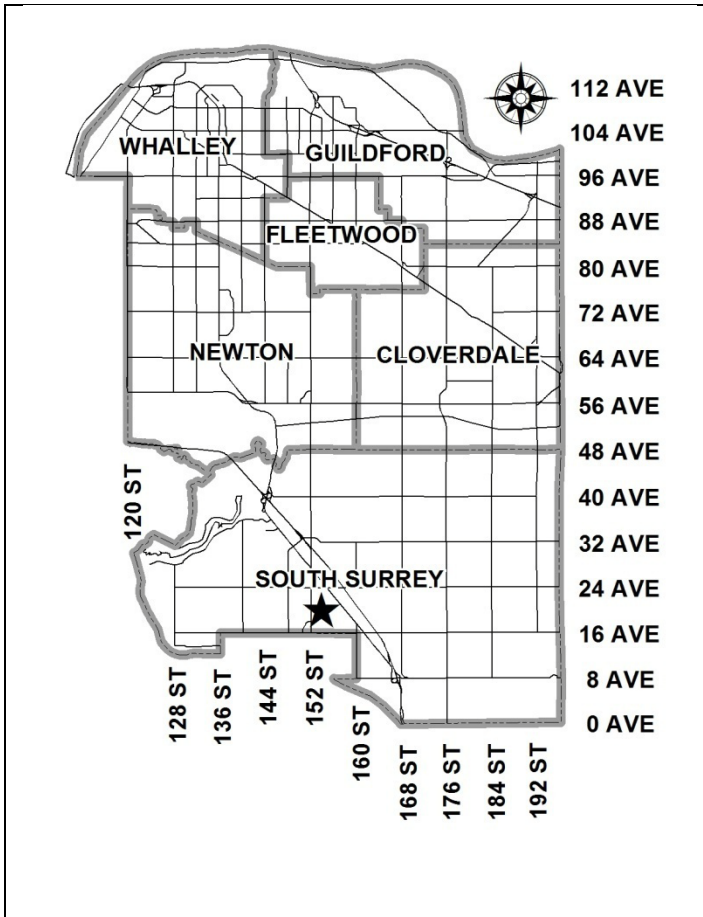 112 AVE
104 AVE
WHALLEY
GUILDFORD
96 AVE
88 AVE
FLEETWOOD
80 AVE
72 AVE
NEWTON
CLOVERDALE
64 AVE
56 AVE
48 AVE
120 ST
40 AVE
32 AVE
SOUTH SURREY
24 AVE
16 AVE
128 ST
136 ST
144 ST
152 ST
8 AVE
160 ST
0 AVE
168 ST
176 ST
184 ST
192 ST